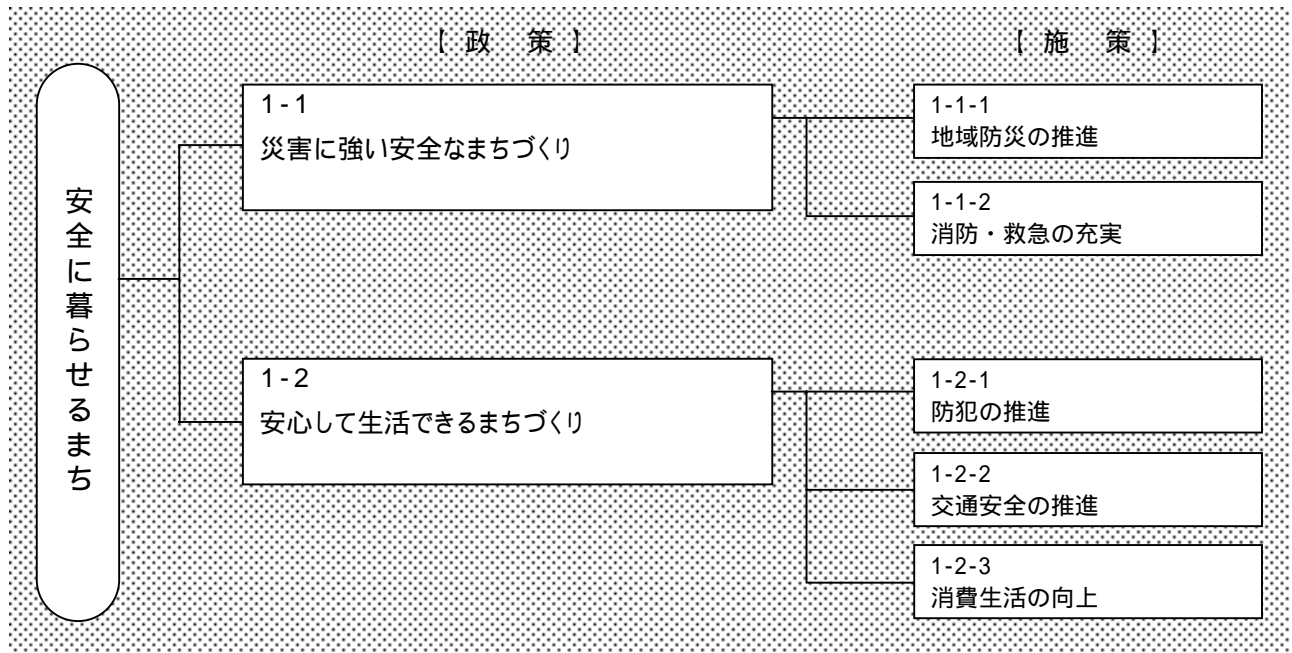 【 政　策 】
【 施　策 】
安全に暮らせるまち
1-1
災害に強い安全なまちづくり
1-1-1
地域防災の推進
1-1-2
消防・救急の充実
1-2
安心して生活できるまちづくり
1-2-1
防犯の推進
1-2-2
交通安全の推進
1-2-3
消費生活の向上